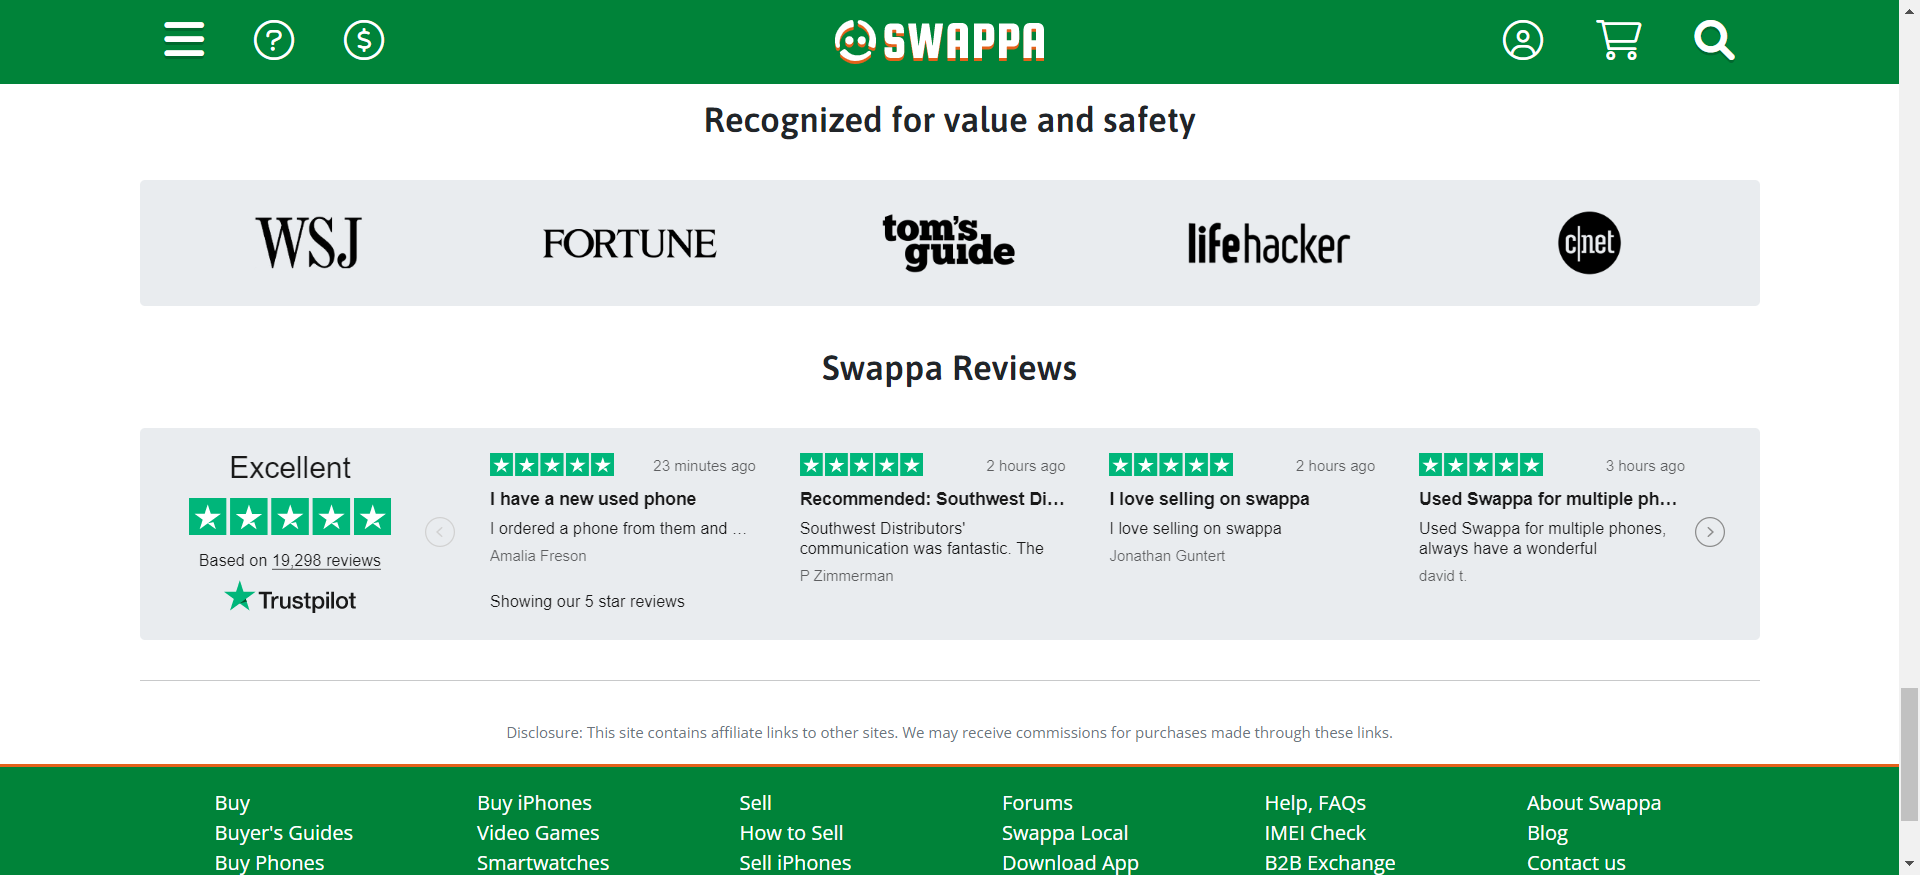 SWAPPA
Recognized for value and safety
WSJ
FORTUNE
tom's guide
lifehacker
c|net
Swappa Reviews
Excellent
Based on 19,298 reviews
Trustpilot
23 minutes ago
I have a new used phone
I ordered a phone from them and …
Amalia Freson
Showing our 5 star reviews
2 hours ago
Recommended: Southwest Di…
Southwest Distributors'
communication was fantastic. The
P Zimmerman
2 hours ago
I love selling on swappa
I love selling on swappa
Jonathan Guntert
3 hours ago
Used Swappa for multiple ph…
Used Swappa for multiple phones,
always have a wonderful
david t.
Disclosure: This site contains affiliate links to other sites. We may receive commissions for purchases made through these links.
Buy
Buyer's Guides
Buy Phones
Buy iPhones
Video Games
Smartwatches
Sell
How to Sell
Sell iPhones
Forums
Swappa Local
Download App
Help, FAQs
IMEI Check
B2B Exchange
About Swappa
Blog
Contact us